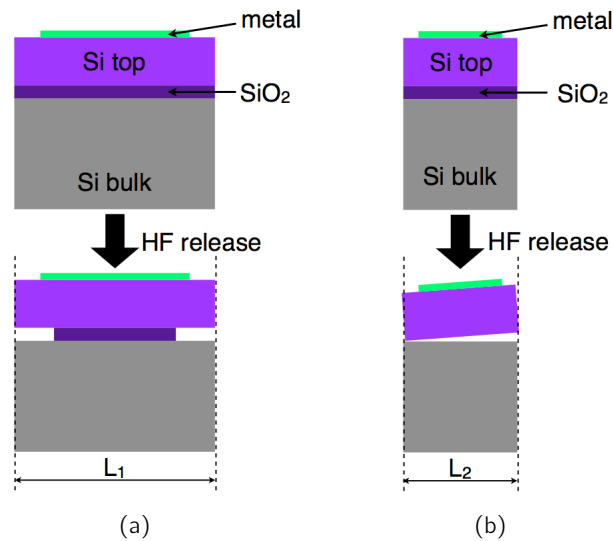 metal
Si top
SiO₂
Si bulk
HF release
L₁
(a)
metal
Si top
SiO₂
Si bulk
HF release
L₂
(b)